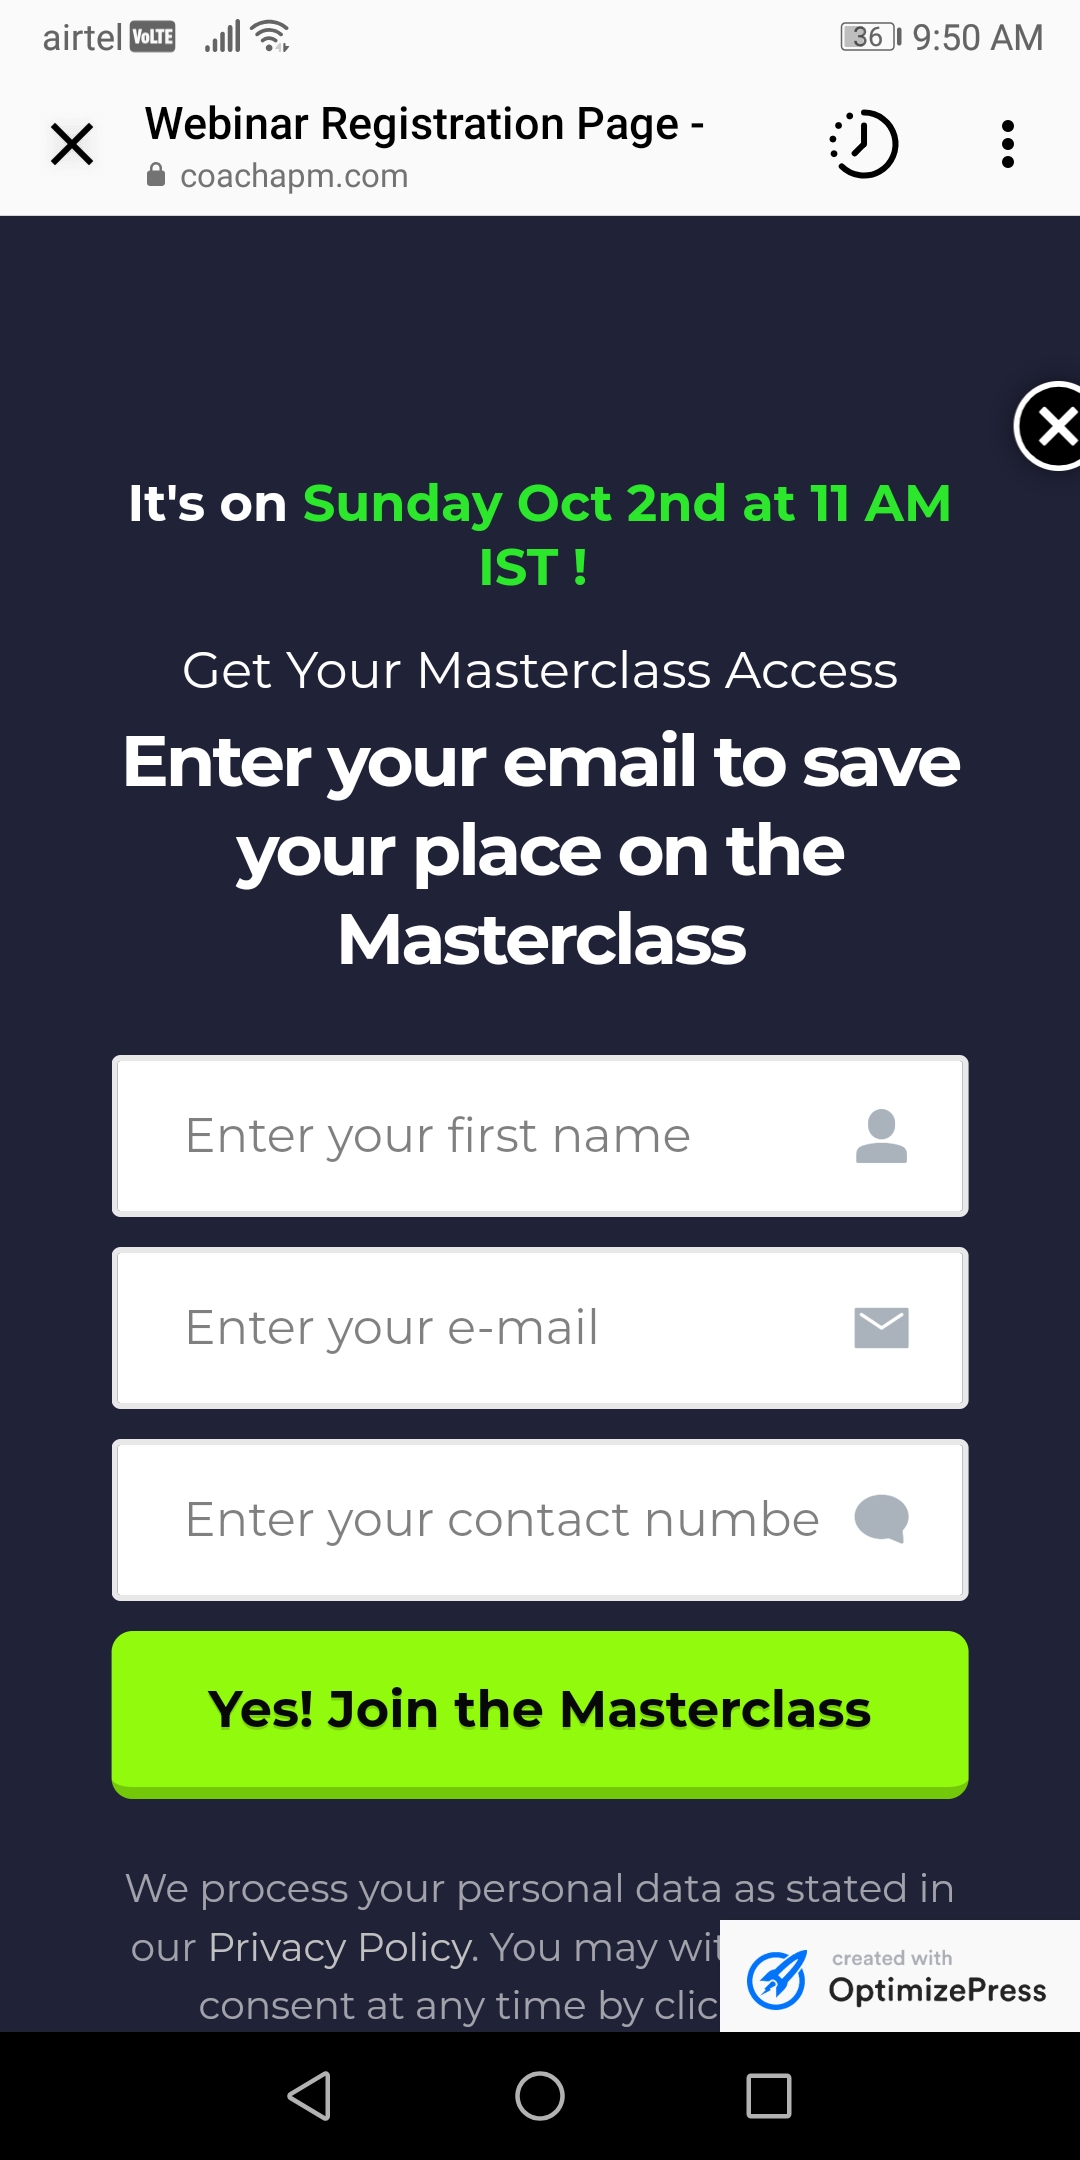 airtel VoLTE 36 9:50 AM
Webinar Registration Page -
coachapm.com
It's on Sunday Oct 2nd at 11 AM
IST !
Get Your Masterclass Access
Enter your email to save
your place on the
Masterclass
Enter your first name
Enter your e-mail
Enter your contact numbe
Yes! Join the Masterclass
We process your personal data as stated in
our Privacy Policy. You may wit
consent at any time by clic
created with
OptimizePress